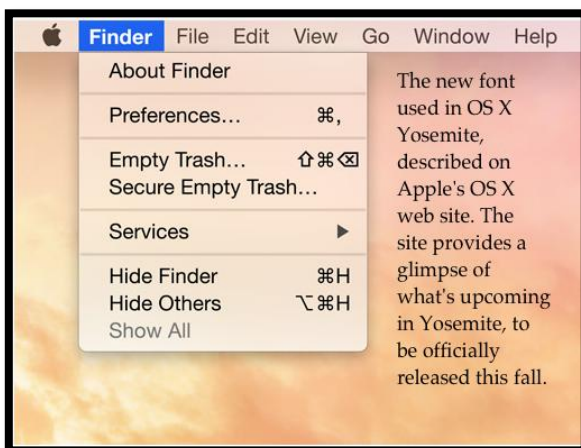 Finder File Edit View Go Window Help
About Finder
Preferences... ⌘,
Empty Trash... ⇧⌘⌫
Secure Empty Trash...
Services ▶
Hide Finder ⌘H
Hide Others ⌥⌘H
Show All
The new font
used in OS X
Yosemite,
described on
Apple's OS X
web site. The
site provides a
glimpse of
what's upcoming
in Yosemite, to
be officially
released this fall.